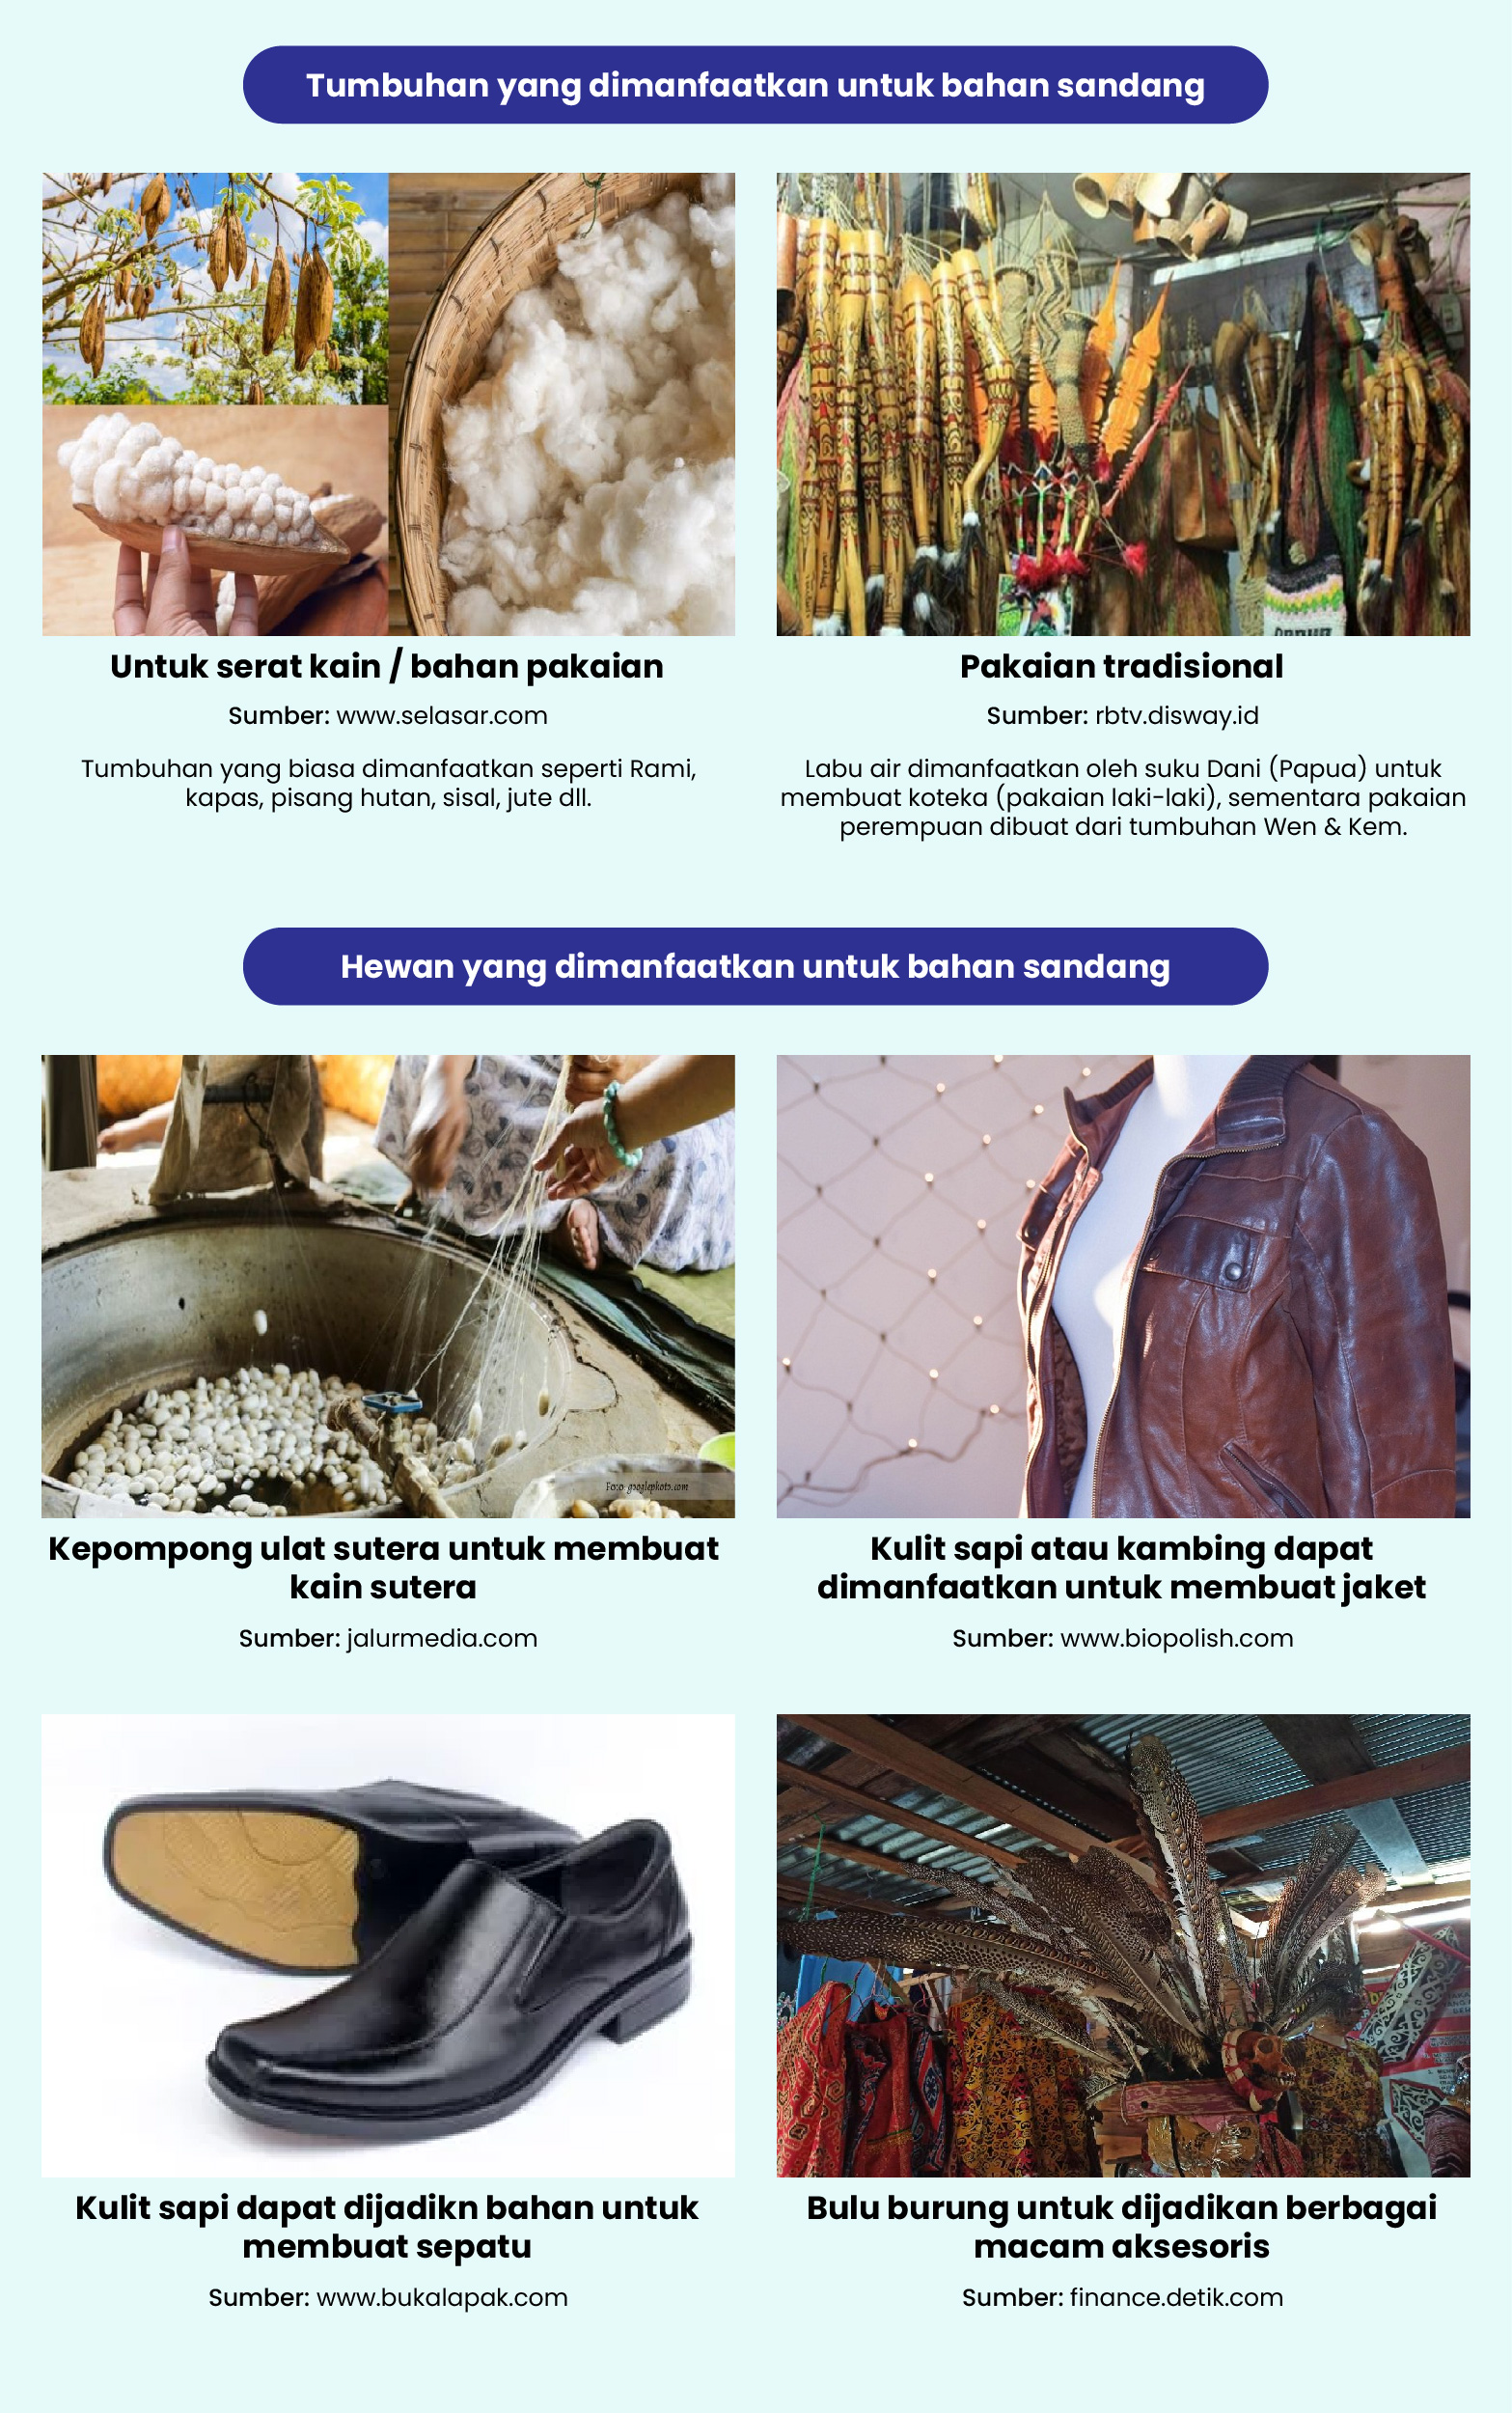 Tumbuhan yang dimanfaatkan untuk bahan sandang
Untuk serat kain / bahan pakaian
Sumber: www.selasar.com
Tumbuhan yang biasa dimanfaatkan seperti Rami,
kapas, pisang hutan, sisal, jute dll.
Pakaian tradisional
Sumber: rbtv.disway.id
Labu air dimanfaatkan oleh suku Dani (Papua) untuk
membuat koteka (pakaian laki-laki), sementara pakaian
perempuan dibuat dari tumbuhan Wen & Kem.
Hewan yang dimanfaatkan untuk bahan sandang
Foto: googlephoto.com
Kepompong ulat sutera untuk membuat
kain sutera
Sumber: jalurmedia.com
Kulit sapi atau kambing dapat
dimanfaatkan untuk membuat jaket
Sumber: www.biopolish.com
Kulit sapi dapat dijadikn bahan untuk
membuat sepatu
Sumber: www.bukalapak.com
Bulu burung untuk dijadikan berbagai
macam aksesoris
Sumber: finance.detik.com